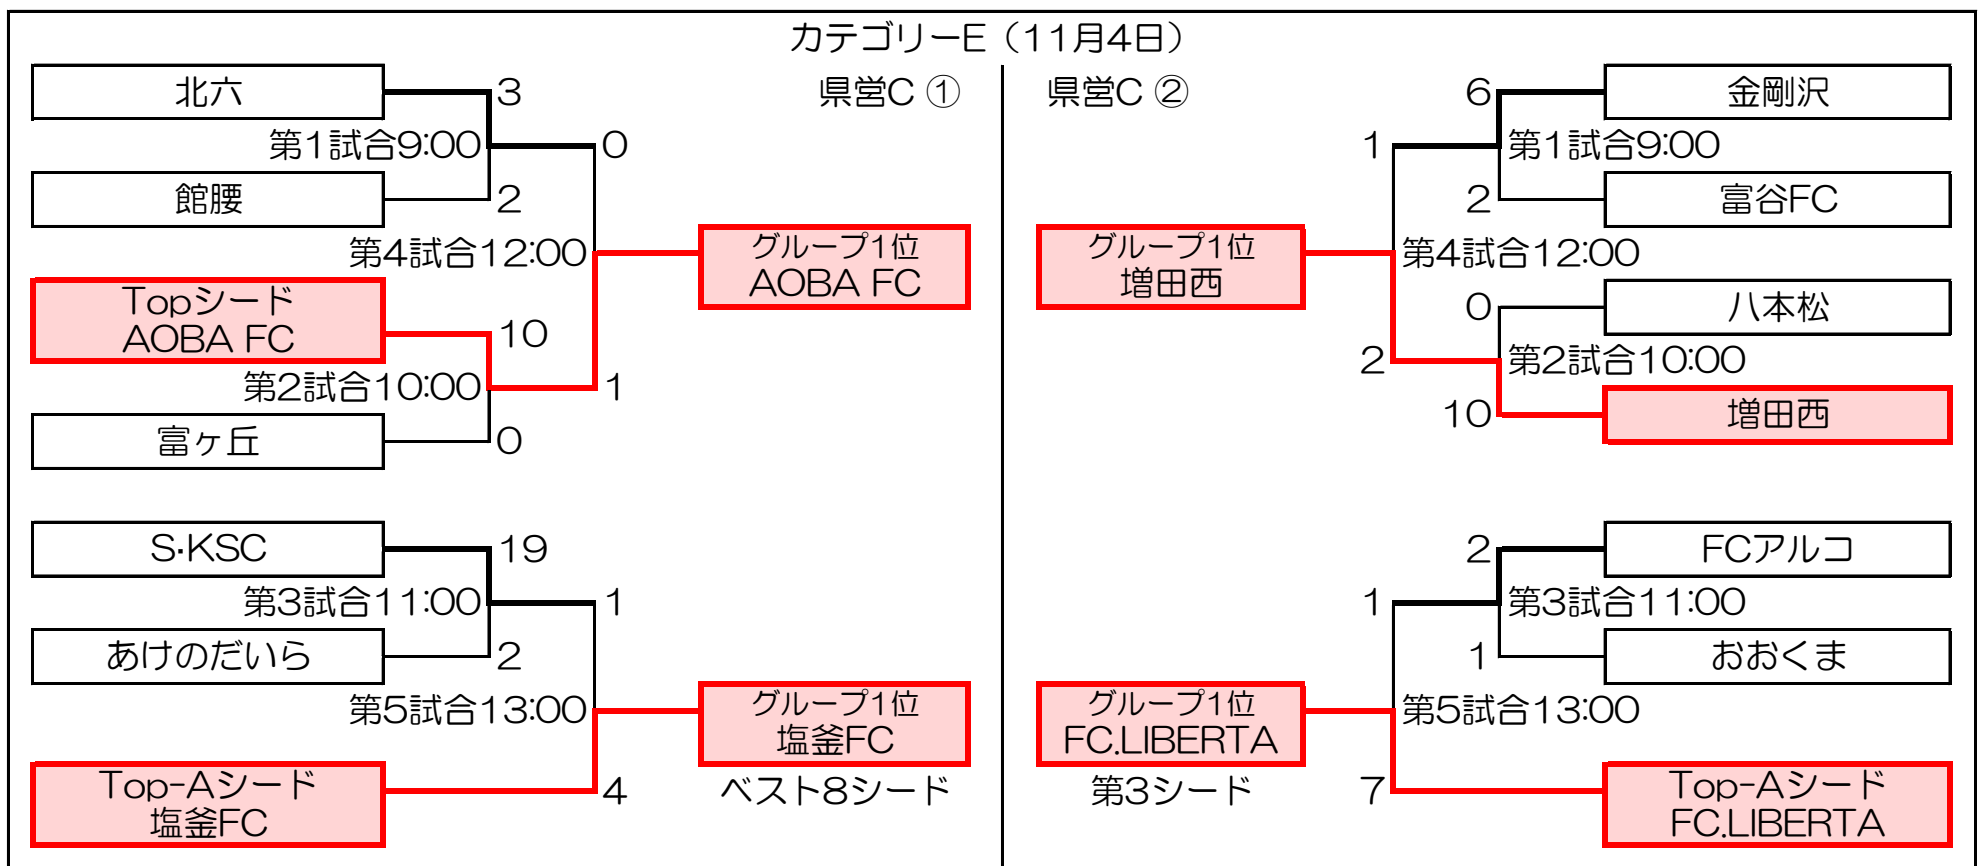 カテゴリーE（11月4日）
県営C ①
北六
3
第1試合9:00
0
館腰
2
第4試合12:00
グループ1位
AOBA FC
Topシード
AOBA FC
10
第2試合10:00
1
富ヶ丘
0
S･KSC
19
第3試合11:00
1
あけのだいら
2
第5試合13:00
グループ1位
塩釜FC
Top-Aシード
塩釜FC
4
ベスト8シード
県営C ②
6
金剛沢
1
第1試合9:00
2
富谷FC
グループ1位
増田西
第4試合12:00
0
八本松
2
第2試合10:00
10
増田西
2
FCアルコ
1
第3試合11:00
1
おおくま
グループ1位
FC.LIBERTA
第5試合13:00
第3シード
7
Top-Aシード
FC.LIBERTA